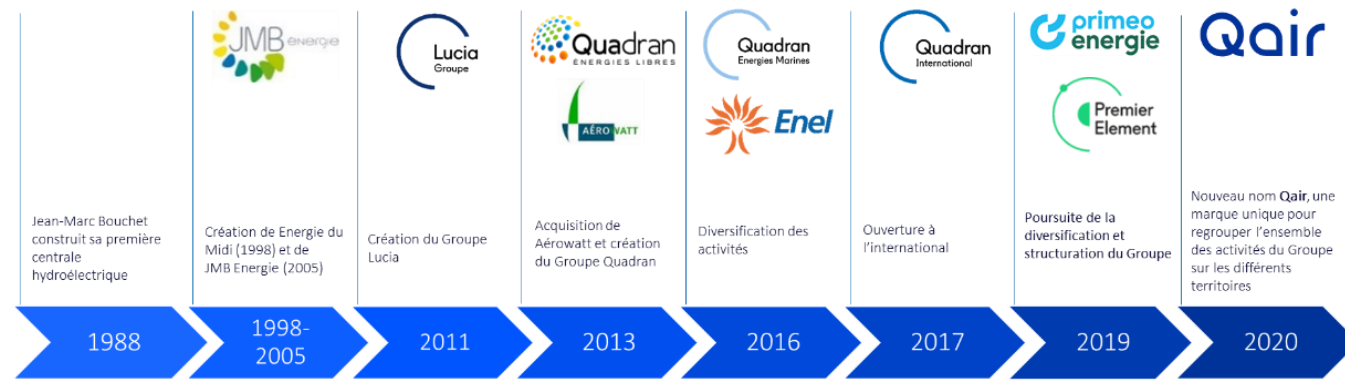 JMB energie
Lucia
Groupe
Quadran
ÉNERGIES LIBRES
AÉROWATT
Quadran
Energies Marines
Enel
Quadran
International
primeo
energie
Premier
Element
Qair
Jean-Marc Bouchet
construit sa première
centrale
hydroélectrique
Création de Energie du
Midi (1998) et de
JMB Energie (2005)
Création du Groupe
Lucia
Acquisition de
Aérowatt et création
du Groupe Quadran
Diversification des
activités
Ouverture à
l’international
Poursuite de la
diversification et
structuration du Groupe
Nouveau nom Qair, une
marque unique pour
regrouper l’ensemble
des activités du Groupe
sur les différents
territoires
1988
1998-
2005
2011
2013
2016
2017
2019
2020